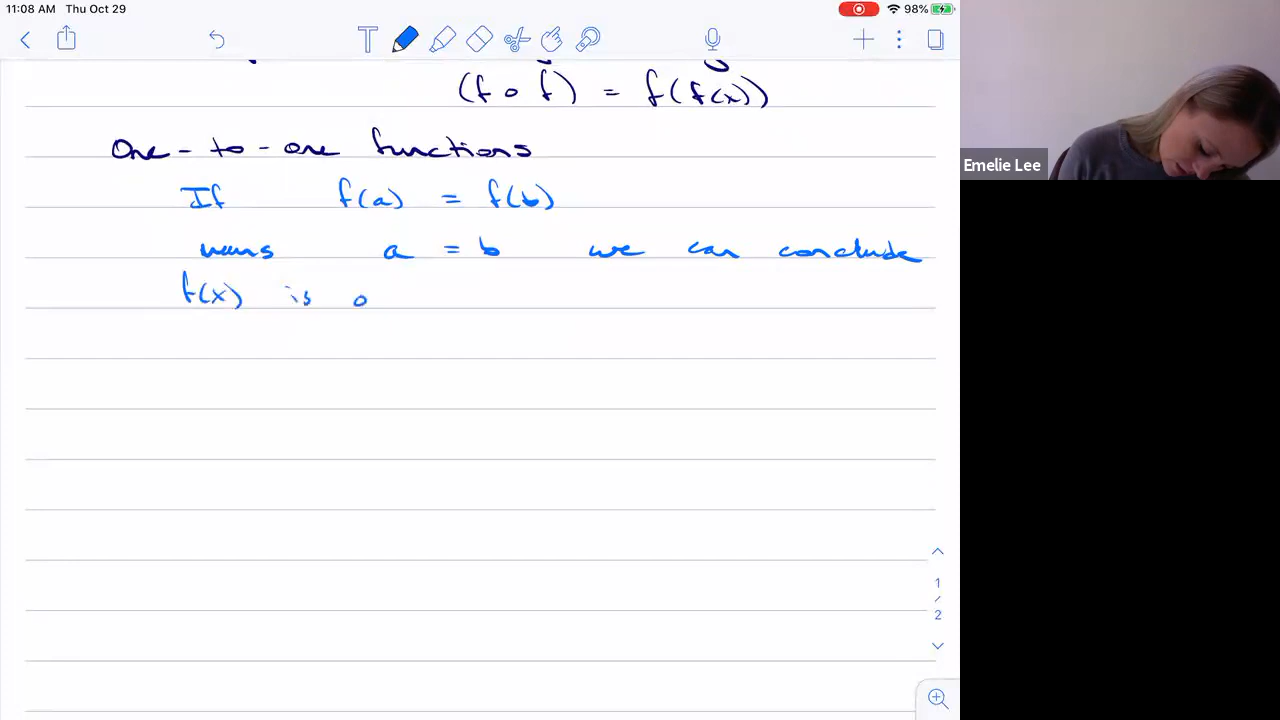 11:08 AM Thu Oct 29
98%
(f o f) = f(f(x))
One-to-one functions
If f(a) = f(b)
means a = b we can conclude
f(x) is o
Emelie Lee
1
/
2